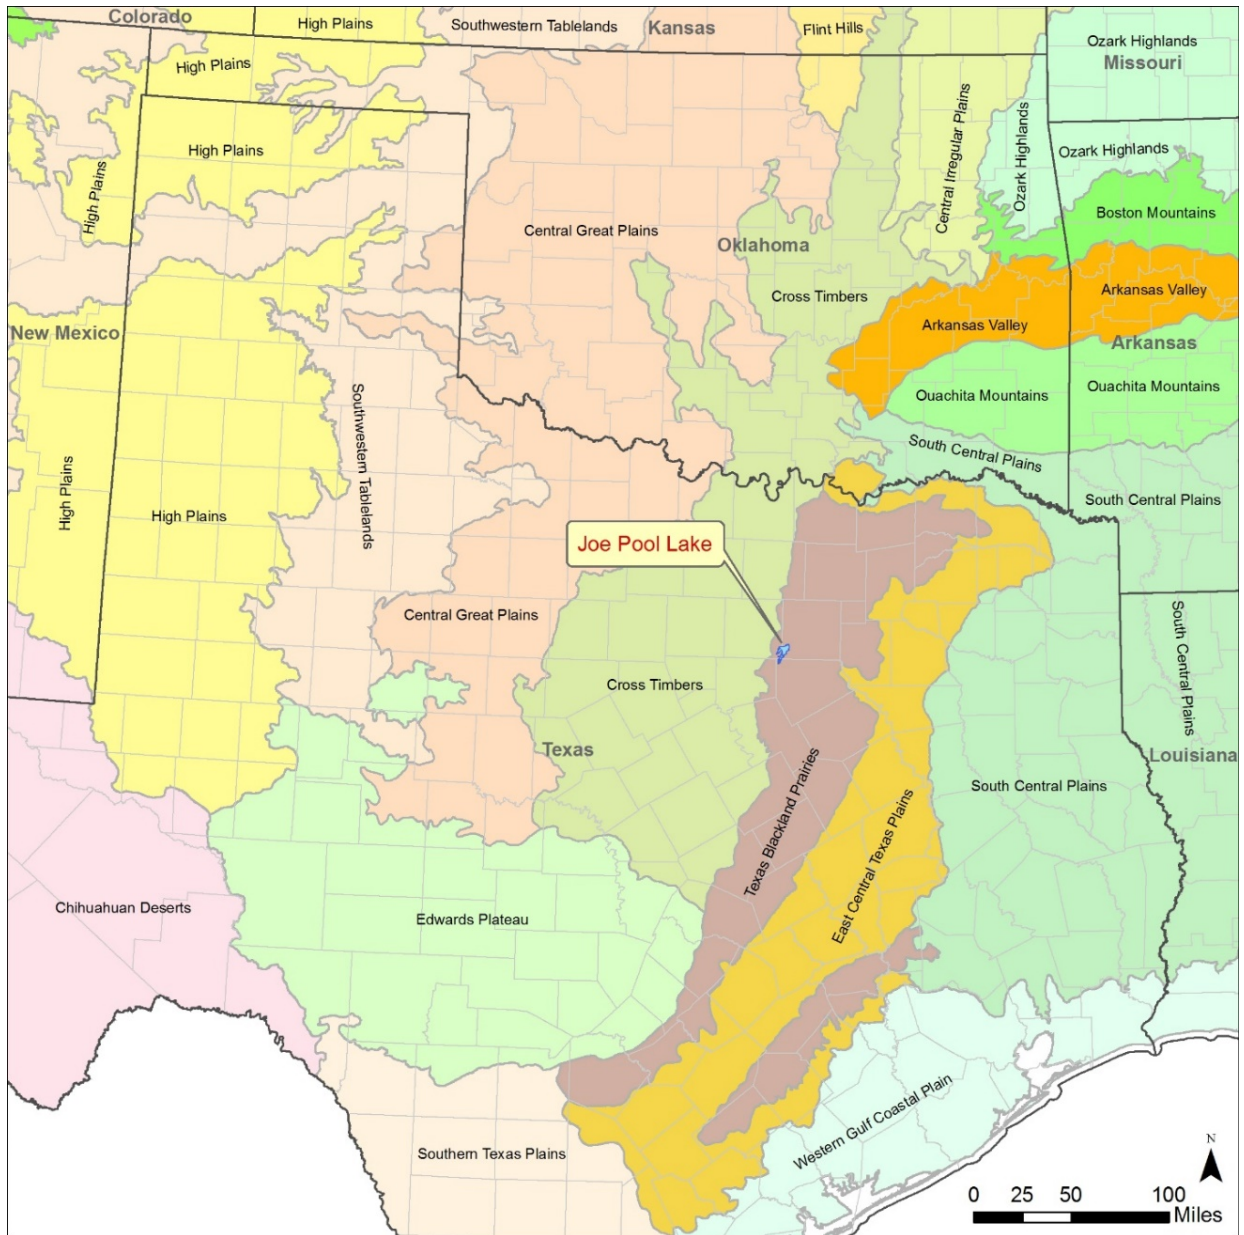 Colorado
High Plains
Southwestern Tablelands
Kansas
Flint Hills
Ozark Highlands
Missouri
High Plains
High Plains
High Plains
Central Irregular Plains
Ozark Highlands
Ozark Highlands
Boston Mountains
Central Great Plains
Oklahoma
Cross Timbers
Arkansas Valley
Arkansas Valley
New Mexico
Arkansas
Ouachita Mountains
Ouachita Mountains
Southwestern Tablelands
South Central Plains
South Central Plains
High Plains
High Plains
Joe Pool Lake
Central Great Plains
Cross Timbers
South Central Plains
Texas
Louisiana
Texas Blackland Prairies
East Central Texas Plains
South Central Plains
Chihuahuan Deserts
Edwards Plateau
Western Gulf Coastal Plain
Southern Texas Plains
N
0 25 50 100
Miles